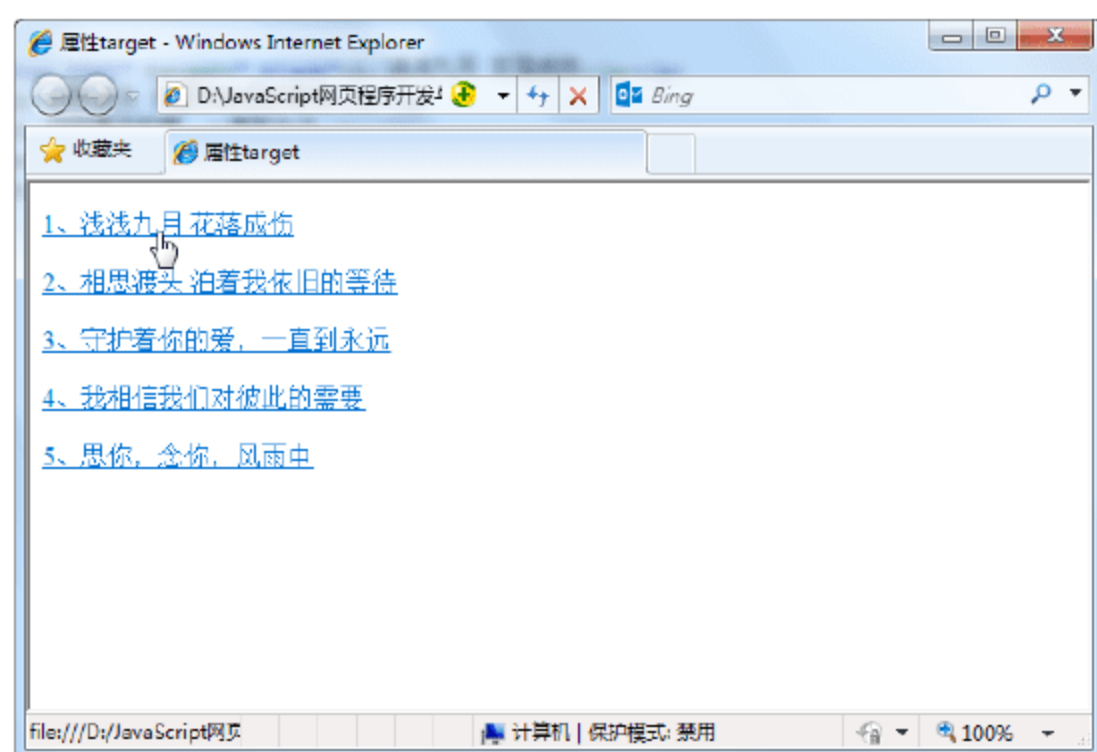 属性target - Windows Internet Explorer
D:\JavaScript网页程序开发
Bing
收藏夹
属性target
1、浅浅九月 花落成伤
2、相思渡头 泊着我依旧的等待
3、守护着你的爱，一直到永远
4、我相信我们对彼此的需要
5、思你，念你，风雨中
file:///D:/JavaScript网页
计算机 | 保护模式: 禁用
100%